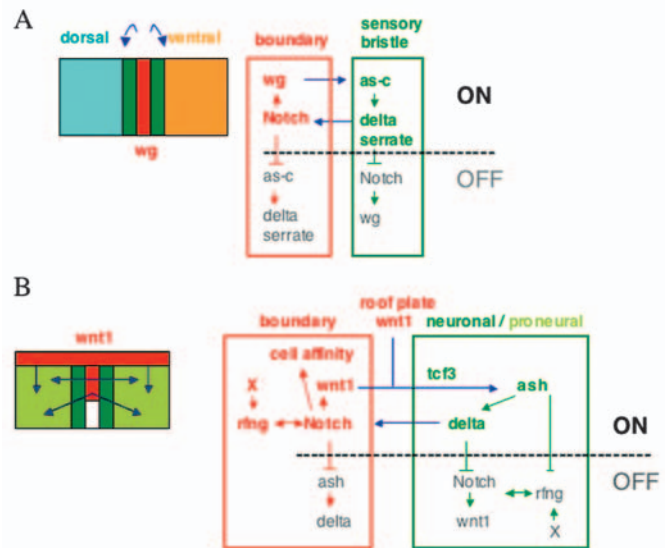 A
dorsal
ventral
wg
boundary
sensory
bristle
wg
as-c
ON
Notch
delta
serrate
OFF
as-c
Notch
delta
serrate
wg
B
wnt1
roof plate
wnt1
boundary
neuronal / proneural
cell affinity
X
wnt1
tcf3
ash
rfng
Notch
delta
ON
OFF
ash
Notch
rfng
delta
wnt1
X